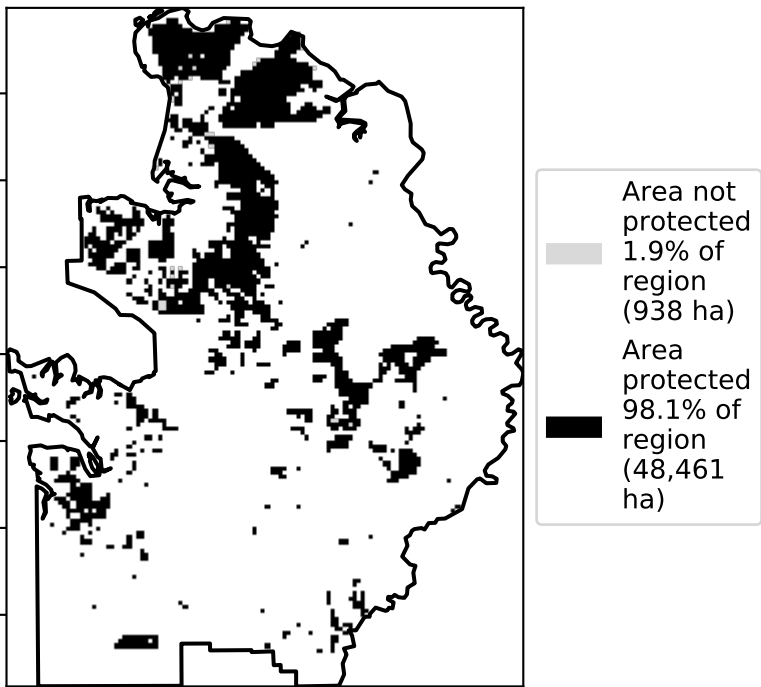 Area not
protected
1.9% of
region
(938 ha)
Area
protected
98.1% of
region
(48,461
ha)